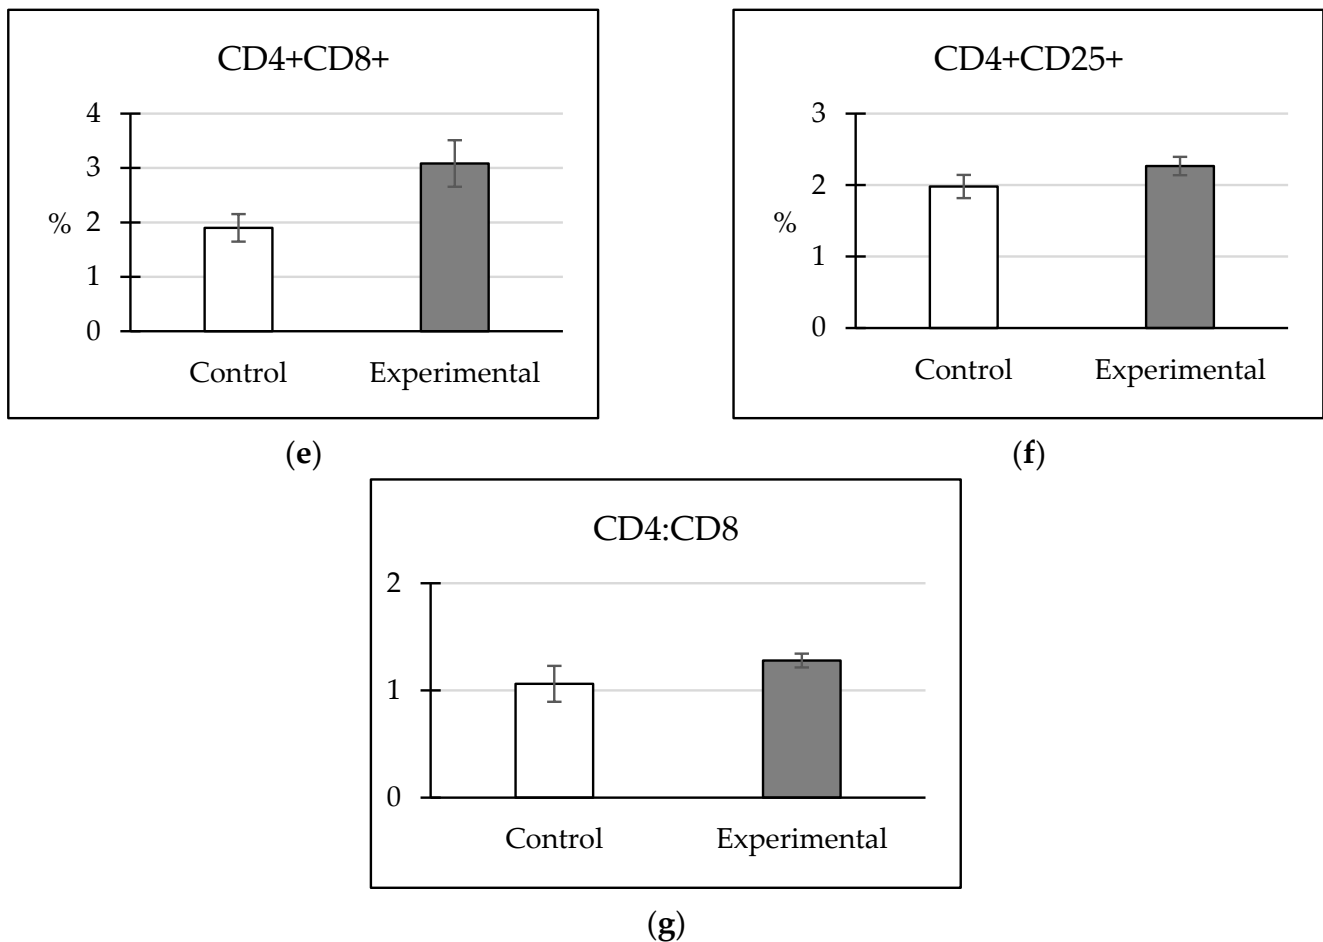 CD4+CD8+
4
3
2
1
0
%
Control Experimental
(e)
CD4+CD25+
3
2
1
0
%
Control Experimental
(f)
CD4:CD8
2
1
0
Control Experimental
(g)